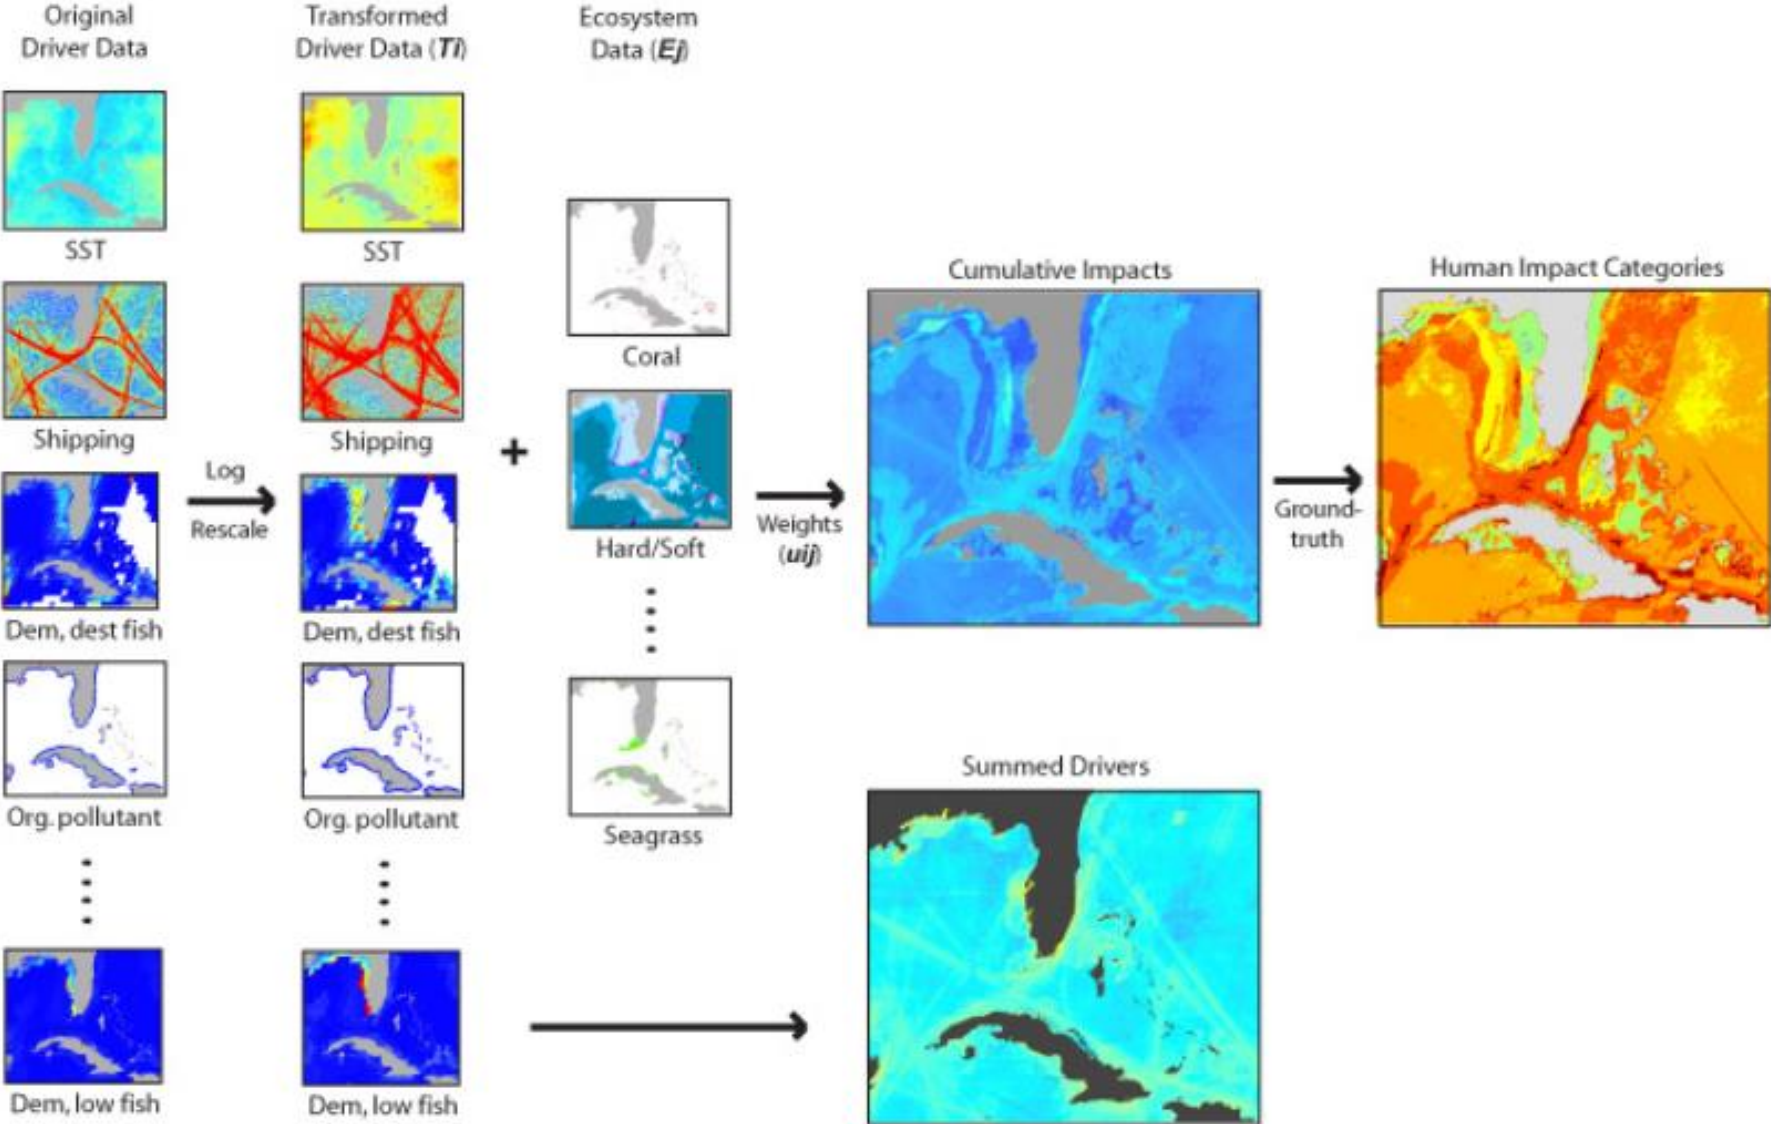 Original
Driver Data
Transformed
Driver Data (Ti)
Ecosystem
Data (Ej)
SST
SST
Shipping
Shipping
Coral
Log
Rescale
+
Hard/Soft
Dem, dest fish
Dem, dest fish
Weights
(uij)
Cumulative Impacts
Ground-
truth
Human Impact Categories
Org. pollutant
Org. pollutant
Seagrass
Summed Drivers
Dem, low fish
Dem, low fish